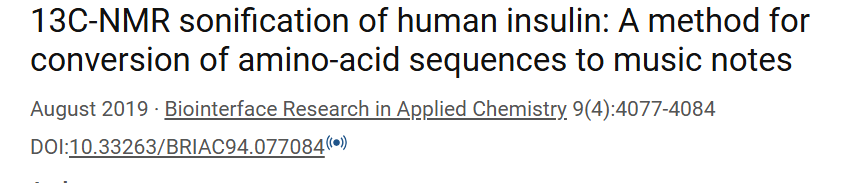 13C-NMR sonification of human insulin: A method for
conversion of amino-acid sequences to music notes
August 2019 · Biointerface Research in Applied Chemistry 9(4):4077-4084
DOI:10.33263/BRIAC94.077084